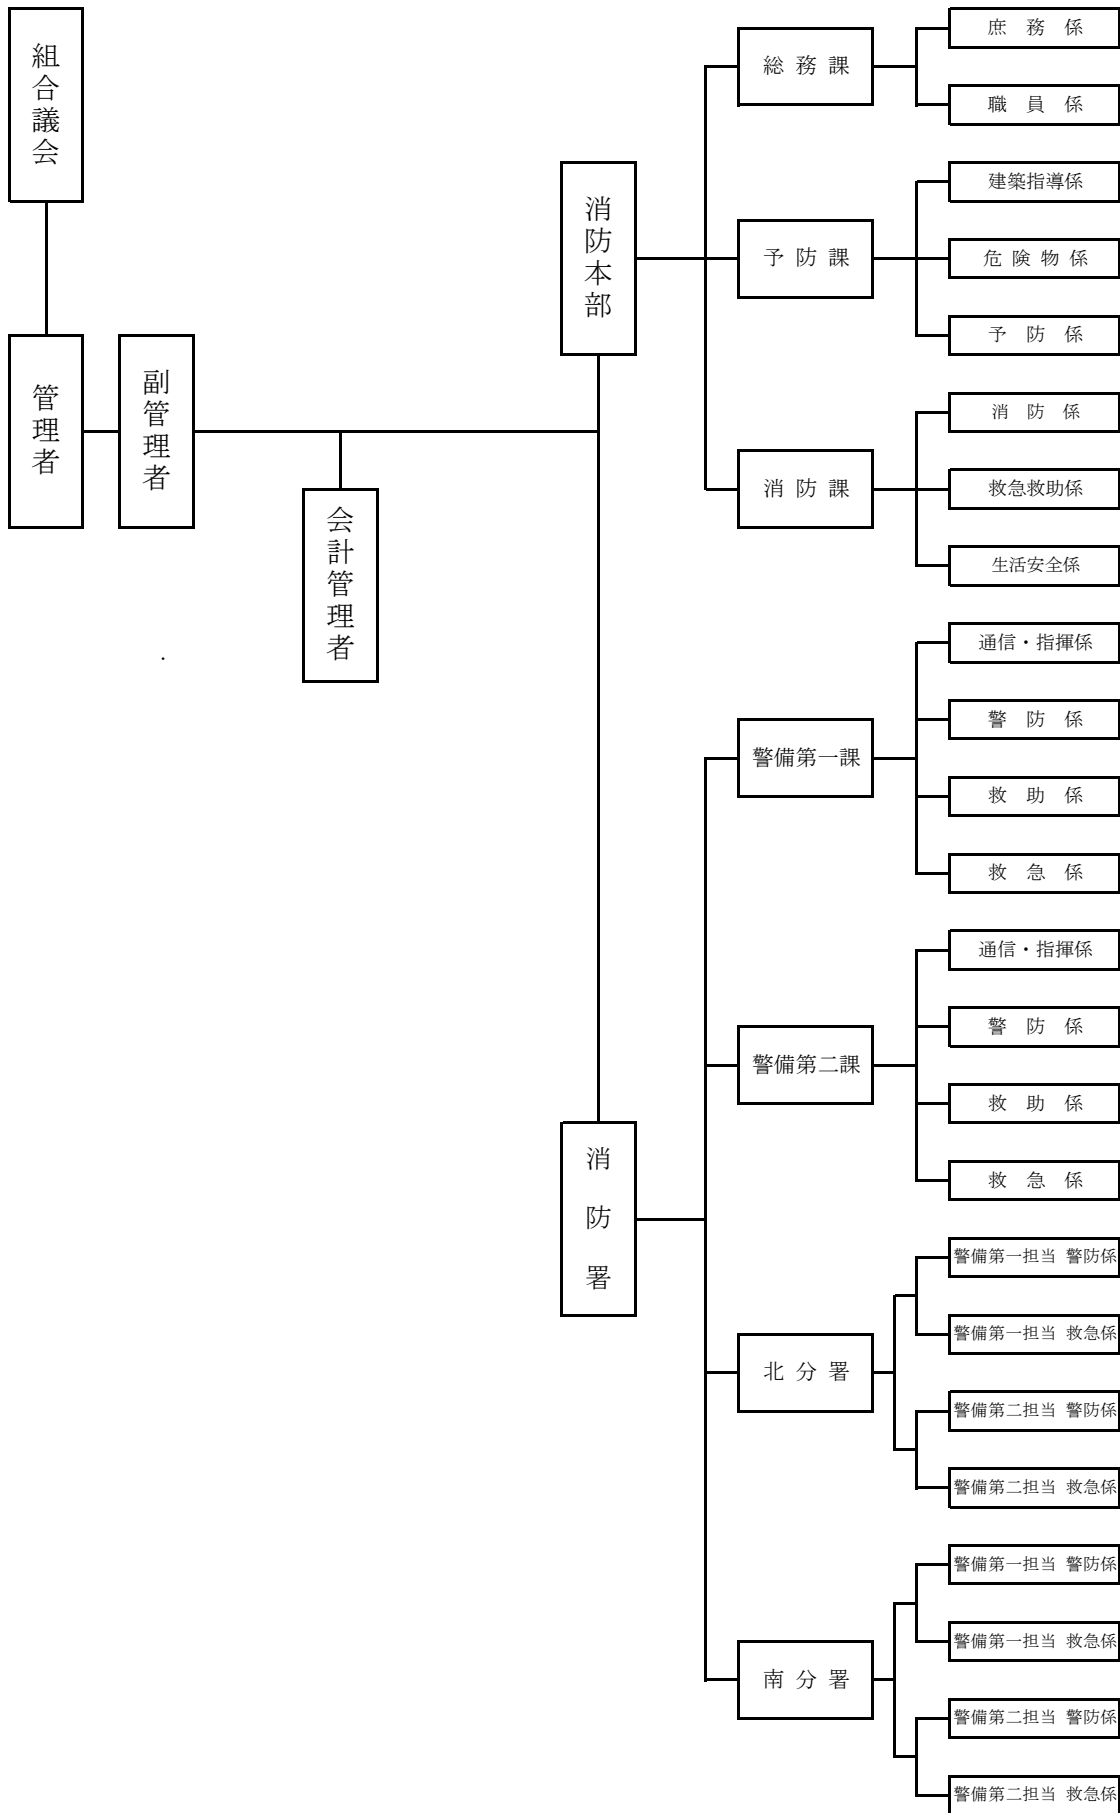 組合議会
管理者
副管理者
会計管理者
消防本部
総務課
庶務係
職員係
予防課
建築指導係
危険物係
予防係
消防課
消防係
救急救助係
生活安全係
消防署
警備第一課
通信・指揮係
警防係
救助係
救急係
警備第二課
通信・指揮係
警防係
救助係
救急係
北分署
警備第一担当 警防係
警備第一担当 救急係
警備第二担当 警防係
警備第二担当 救急係
南分署
警備第一担当 警防係
警備第一担当 救急係
警備第二担当 警防係
警備第二担当 救急係